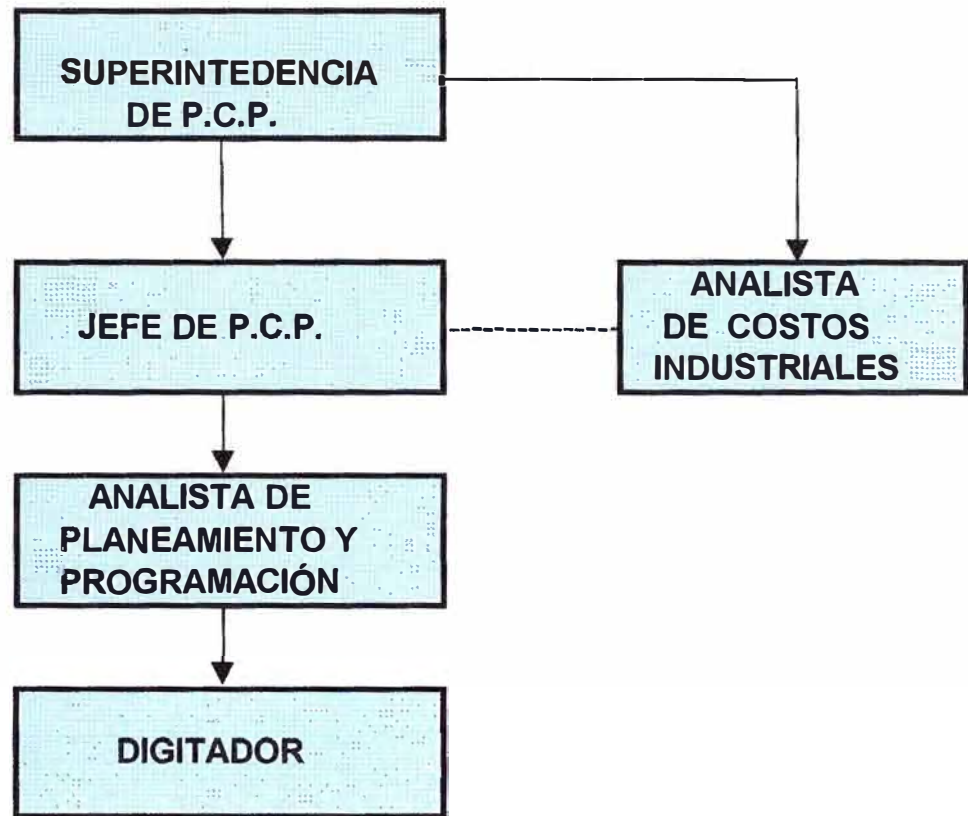 SUPERINTEDENCIA
DE P.C.P.
JEFE DE P.C.P.
ANALISTA
DE COSTOS
INDUSTRIALES
ANALISTA DE
PLANEAMIENTO Y
PROGRAMACIÓN
DIGITADOR